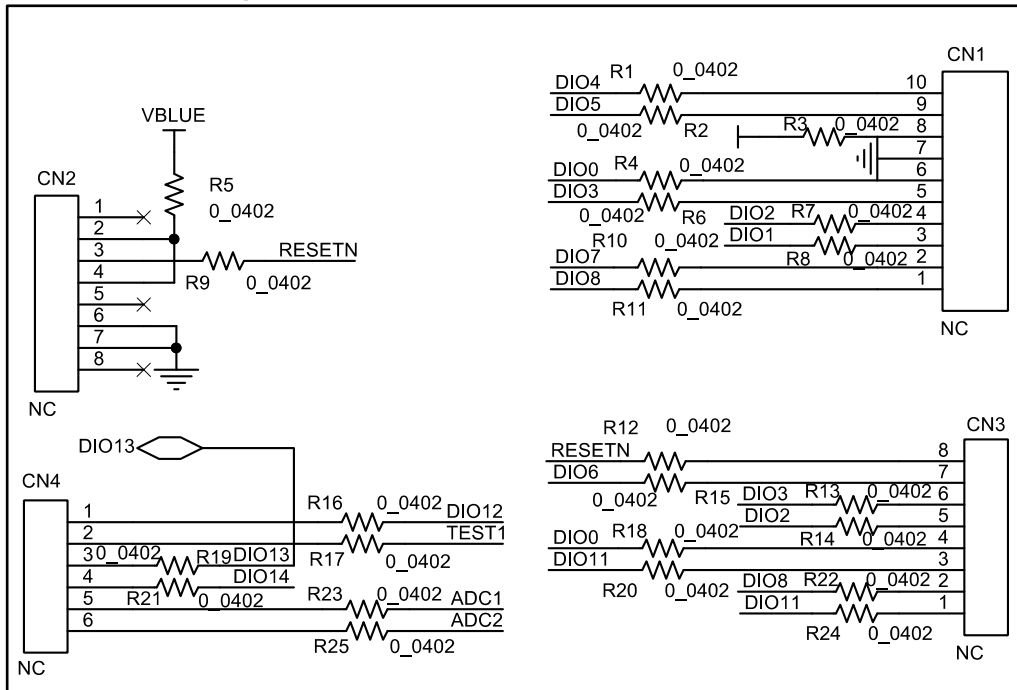 VBLUE
CN2
R5
0_0402
1
2
3
4
5
6
7
8
RESETN
R9
0_0402
NC
CN1
R1 0_0402
DIO4 10
DIO5 9
0_0402 R2
R3 0_0402
8
7
R4 0_0402
DIO0 6
DIO3 5
0_0402 R6
DIO2 R7 0_0402 4
DIO1 3
R8 0_0402
R10 0_0402
DIO7 2
DIO8 1
R11 0_0402
NC
DIO13
CN4
R16 0_0402
1 DIO12
2 TEST1
R17 0_0402
3 0_0402 R19 DIO13
4 DIO14
R21 0_0402
R23 0_0402
5 ADC1
6 ADC2
R25 0_0402
NC
CN3
R12 0_0402
RESETN 8
DIO6 7
0_0402 R15
DIO3 R13 0_0402 6
DIO2 5
R14 0_0402
R18 0_0402
DIO0 4
DIO11 3
R20 0_0402
DIO8 R22 0_0402 2
DIO11 1
R24 0_0402
NC